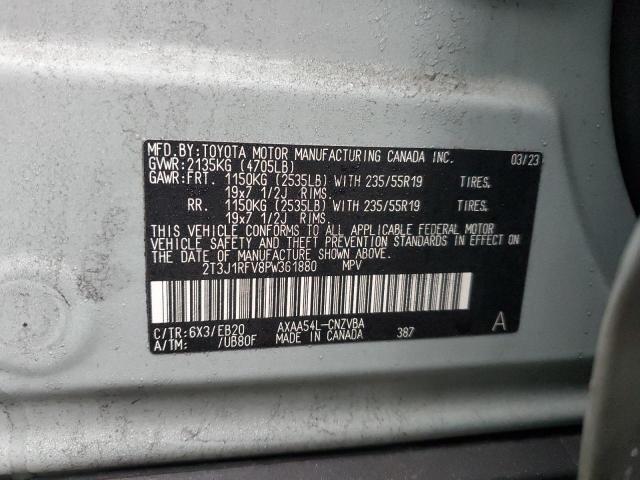 MFD.BY:TOYOTA MOTOR MANUFACTURING CANADA INC. 03/23
GVWR:2135KG (4705LB)
GAWR:FRT. 1150KG (2535LB) WITH 235/55R19 TIRES,
19x7 1/2J RIMS.
RR. 1150KG (2535LB) WITH 235/55R19 TIRES,
19x7 1/2J RIMS.
THIS VEHICLE CONFORMS TO ALL APPLICABLE FEDERAL MOTOR
VEHICLE SAFETY AND THEFT PREVENTION STANDARDS IN EFFECT ON
THE DATE OF MANUFACTURE SHOWN ABOVE.
2T3J1RFV8PW361880 MPV
C/TR:6X3/EB20 AXAA54L-CNZVBA A
A/TM: /UB80F MADE IN CANADA 387